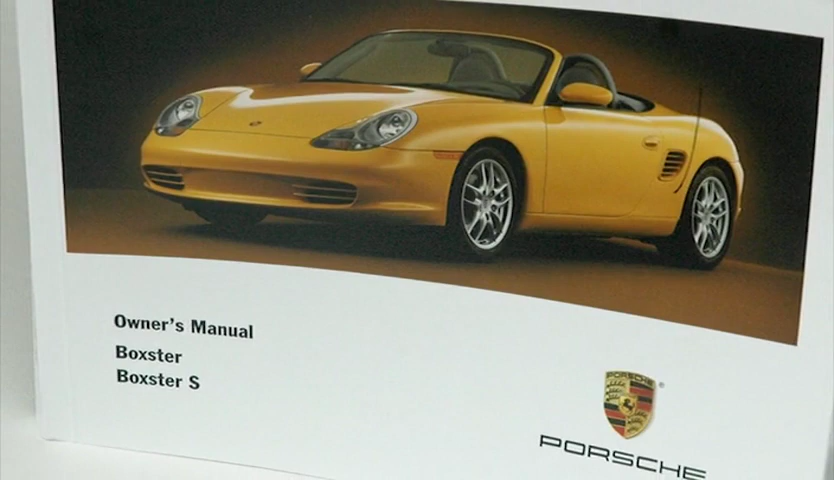 Owner's Manual
Boxster
Boxster S
PORSCHE
®
PORSCHE